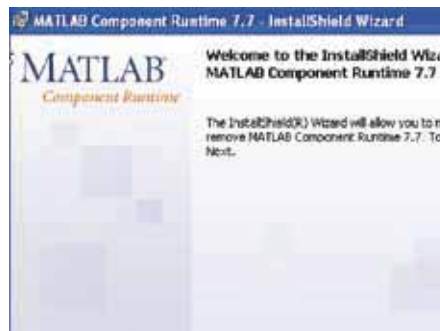 MATLAB Component Runtime 7.7 - InstallShield Wizard
MATLAB
Component Runtime
Welcome to the InstallShield Wiza
MATLAB Component Runtime 7.7
The InstallShield(R) Wizard will allow you to m
remove MATLAB Component Runtime 7.7. To
Next.